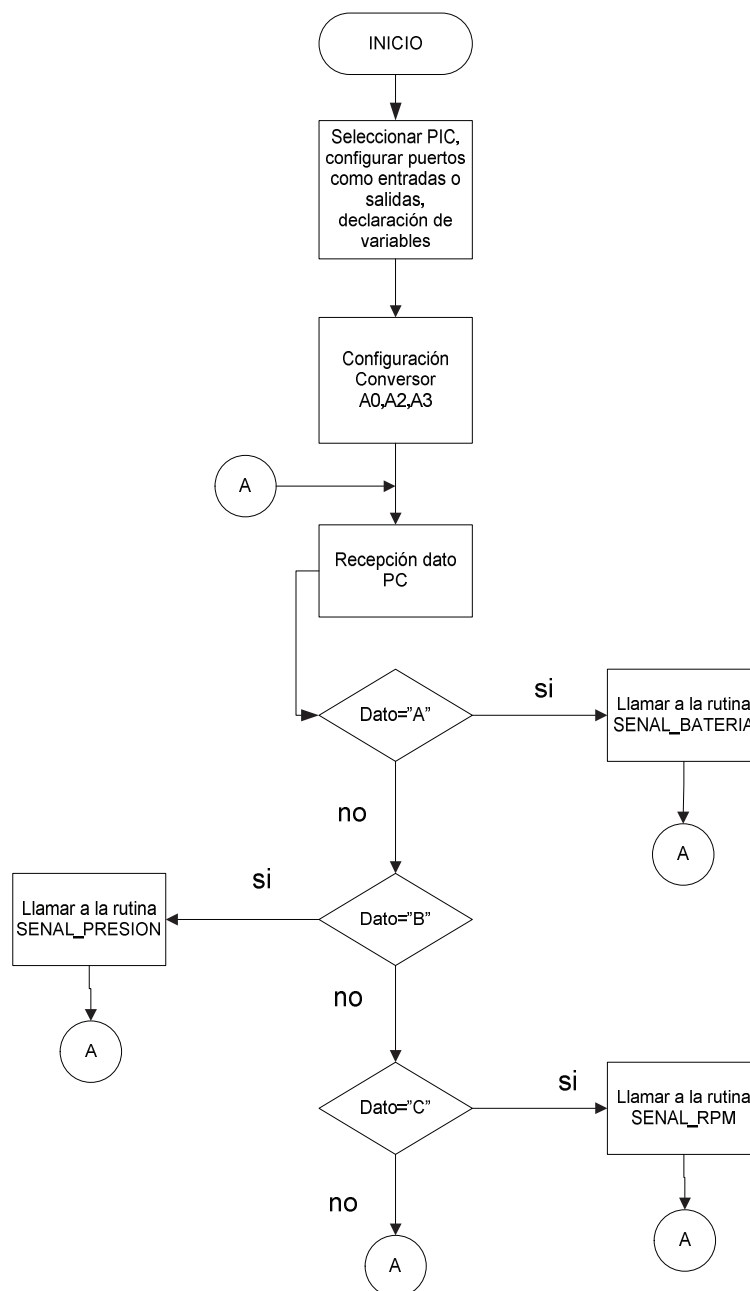 INICIO
Seleccionar PIC,
configurar puertos
como entradas o
salidas,
declaración de
variables
Configuración
Conversor
A0,A2,A3
A
Recepción dato
PC
Dato="A"
si
Llamar a la rutina
SENAL_BATERIA
A
no
Dato="B"
si
Llamar a la rutina
SENAL_PRESION
A
no
Dato="C"
si
Llamar a la rutina
SENAL_RPM
A
no
A